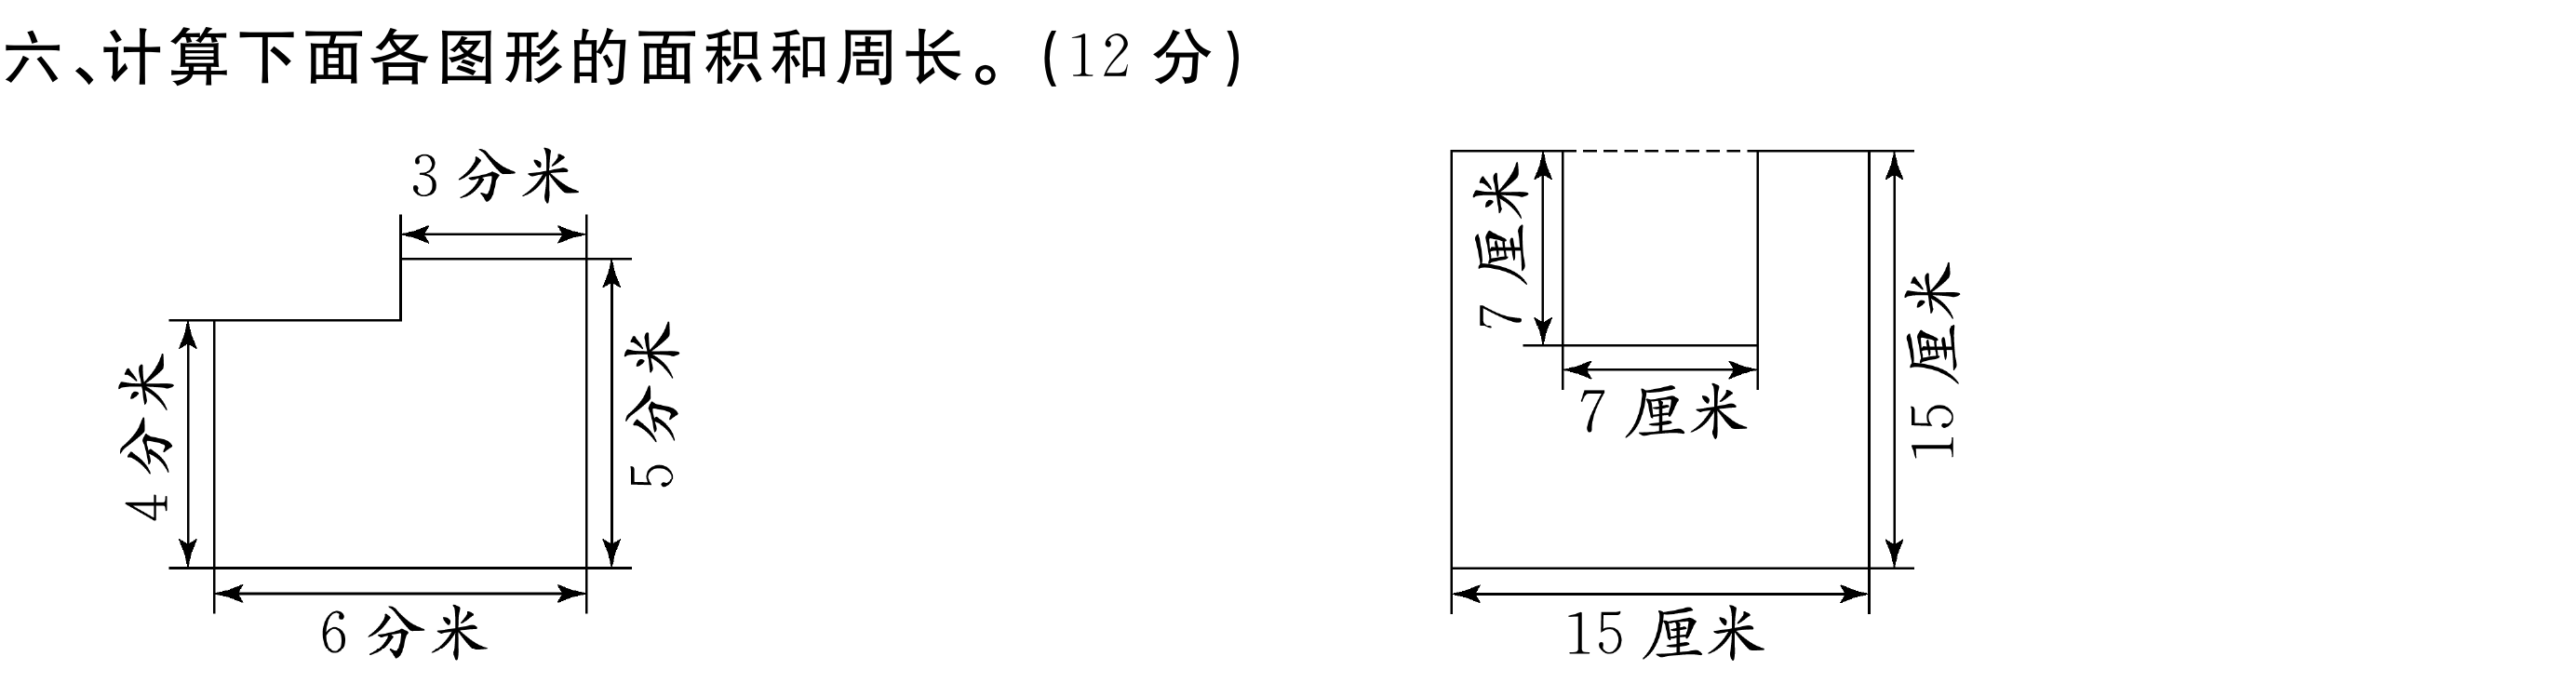 六、计算下面各图形的面积和周长。(12 分)
3 分米
4 分米
5 分米
6 分米
7 厘米
7 厘米
15 厘米
15 厘米